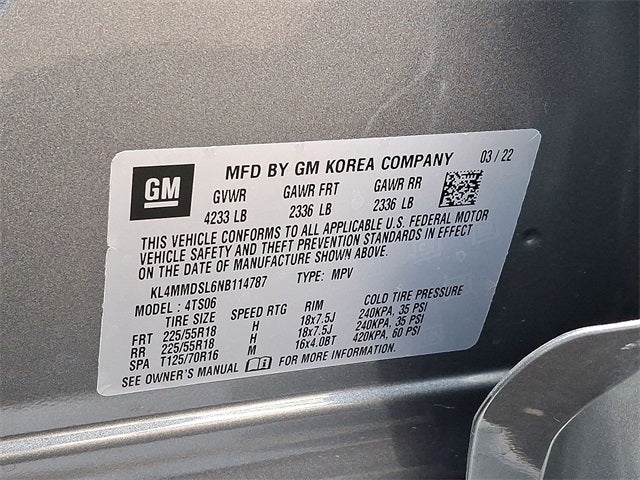 GM
MFD BY GM KOREA COMPANY 03 / 22
GVWR GAWR FRT GAWR RR
4233 LB 2336 LB 2336 LB
THIS VEHICLE CONFORMS TO ALL APPLICABLE U.S. FEDERAL MOTOR
VEHICLE SAFETY AND THEFT PREVENTION STANDARDS IN EFFECT
ON THE DATE OF MANUFACTURE SHOWN ABOVE.
KL4MMDSL6NB114787 TYPE: MPV
MODEL : 4TS06
TIRE SIZE SPEED RTG RIM COLD TIRE PRESSURE
FRT 225/55R18 H 18x7.5J 240KPA, 35 PSI
RR 225/55R18 H 18x7.5J 240KPA, 35 PSI
SPA T125/70R16 M 16x4.0BT 420KPA, 60 PSI
SEE OWNER'S MANUAL FOR MORE INFORMATION.